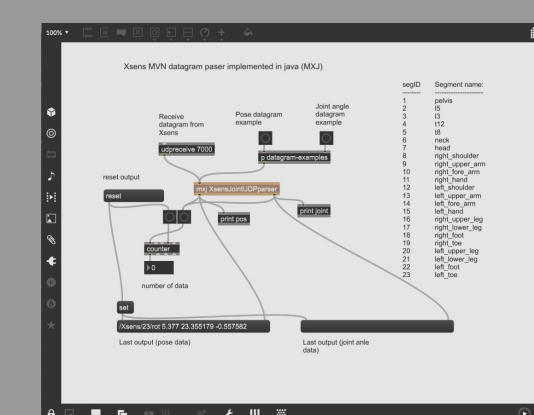 100%
Xsens MVN datagram paser implemented in java (MXJ)
Receive
datagram from
Xsens
Pose datagram
example
Joint angle
datagram
example
udpreceive 7000
p datagram-examples
reset output
reset
mxj XsensJointUDPparser
print pos
print joint
counter
0
number of data
set
/Xsens/23/rot 5.377 23.355179 -0.557582
Last output (pose data)
Last output (joint anle
data)
segID Segment name:
1 pelvis
2 l5
3 l3
4 t12
5 t8
6 neck
7 head
8 right_shoulder
9 right_upper_arm
10 right_fore_arm
11 right_hand
12 left_shoulder
13 left_upper_arm
14 left_fore_arm
15 left_hand
16 right_upper_leg
17 right_lower_leg
18 right_foot
19 right_toe
20 left_upper_leg
21 left_lower_leg
22 left_foot
23 left_toe